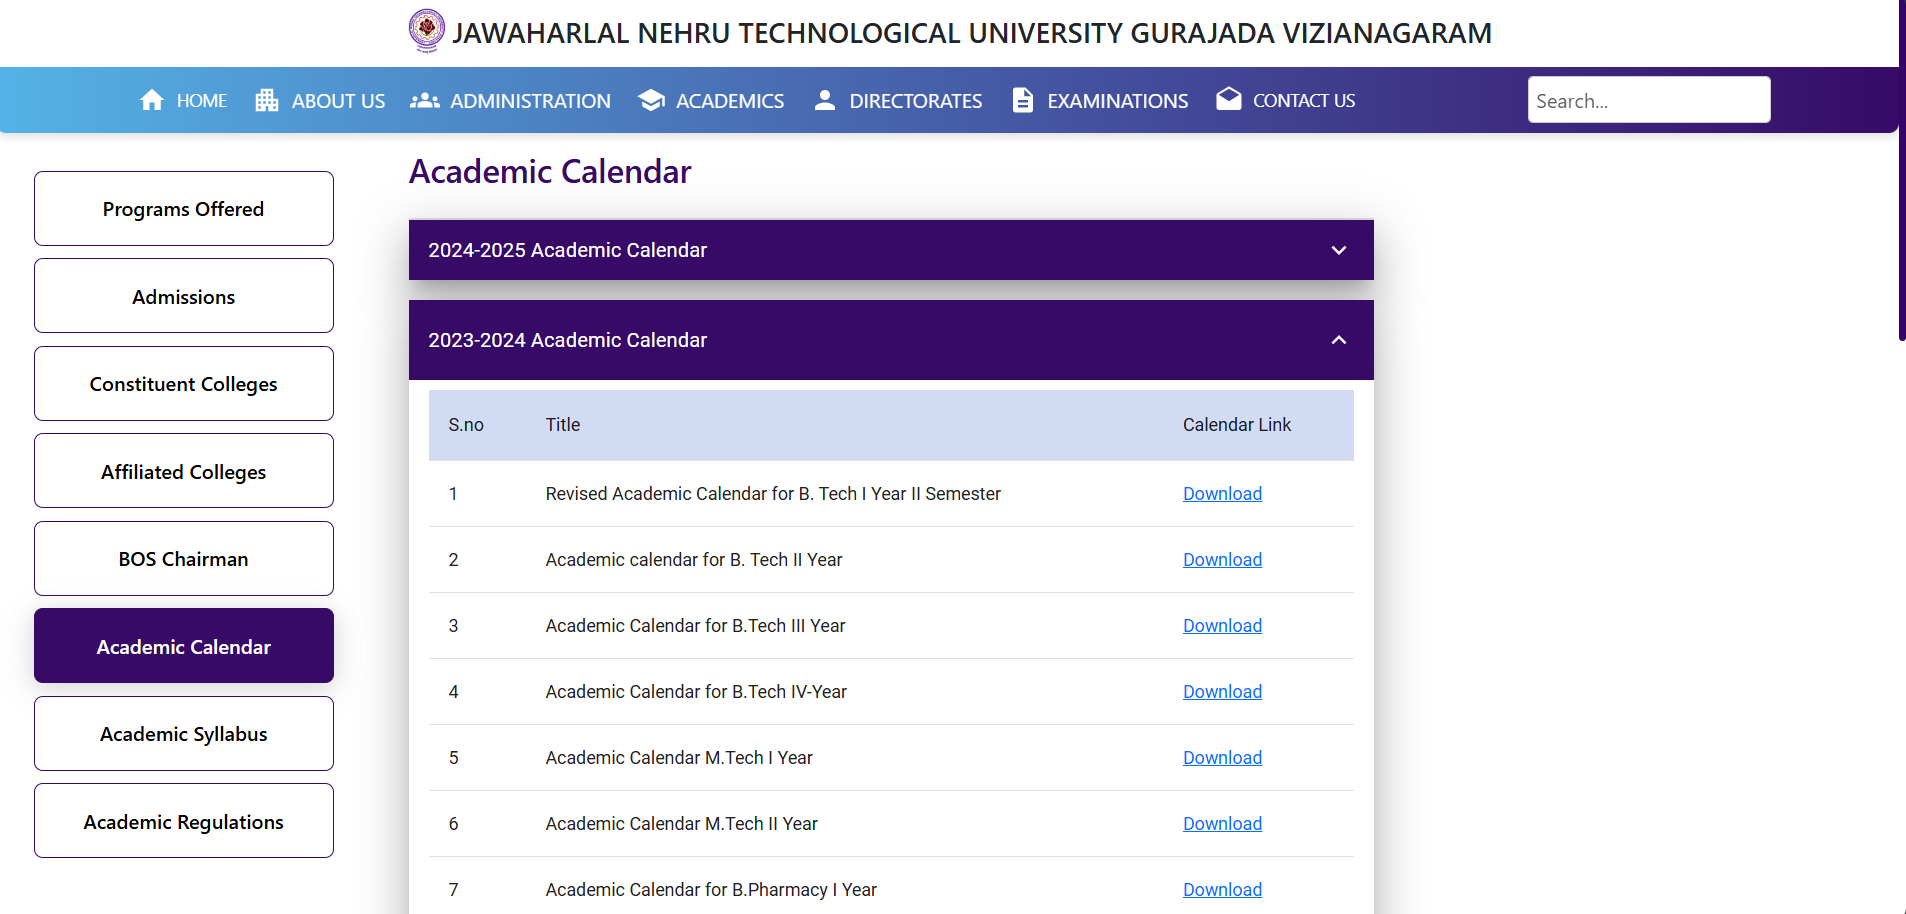 JAWAHARLAL NEHRU TECHNOLOGICAL UNIVERSITY GURAJADA VIZIANAGARAM
HOME ABOUT US ADMINISTRATION ACADEMICS DIRECTORATES EXAMINATIONS CONTACT US Search...
Programs Offered
Admissions
Constituent Colleges
Affiliated Colleges
BOS Chairman
Academic Calendar
Academic Syllabus
Academic Regulations
Academic Calendar
2024-2025 Academic Calendar
2023-2024 Academic Calendar
S.no Title Calendar Link
1 Revised Academic Calendar for B. Tech I Year II Semester Download
2 Academic calendar for B. Tech II Year Download
3 Academic Calendar for B.Tech III Year Download
4 Academic Calendar for B.Tech IV-Year Download
5 Academic Calendar M.Tech I Year Download
6 Academic Calendar M.Tech II Year Download
7 Academic Calendar for B.Pharmacy I Year Download